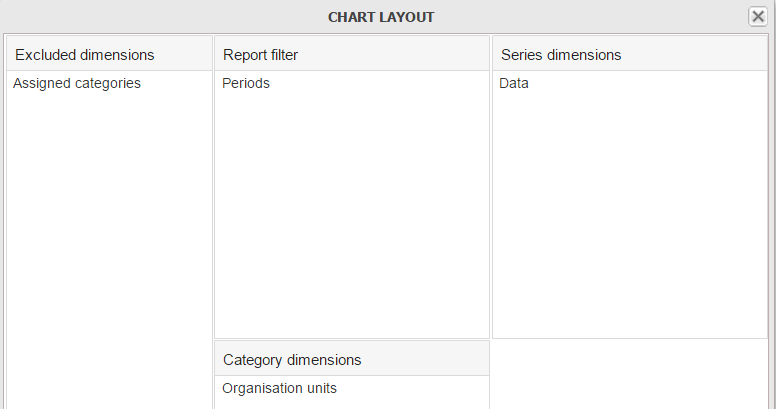 CHART LAYOUT
Excluded dimensions
Assigned categories
Report filter
Periods
Series dimensions
Data
Category dimensions
Organisation units